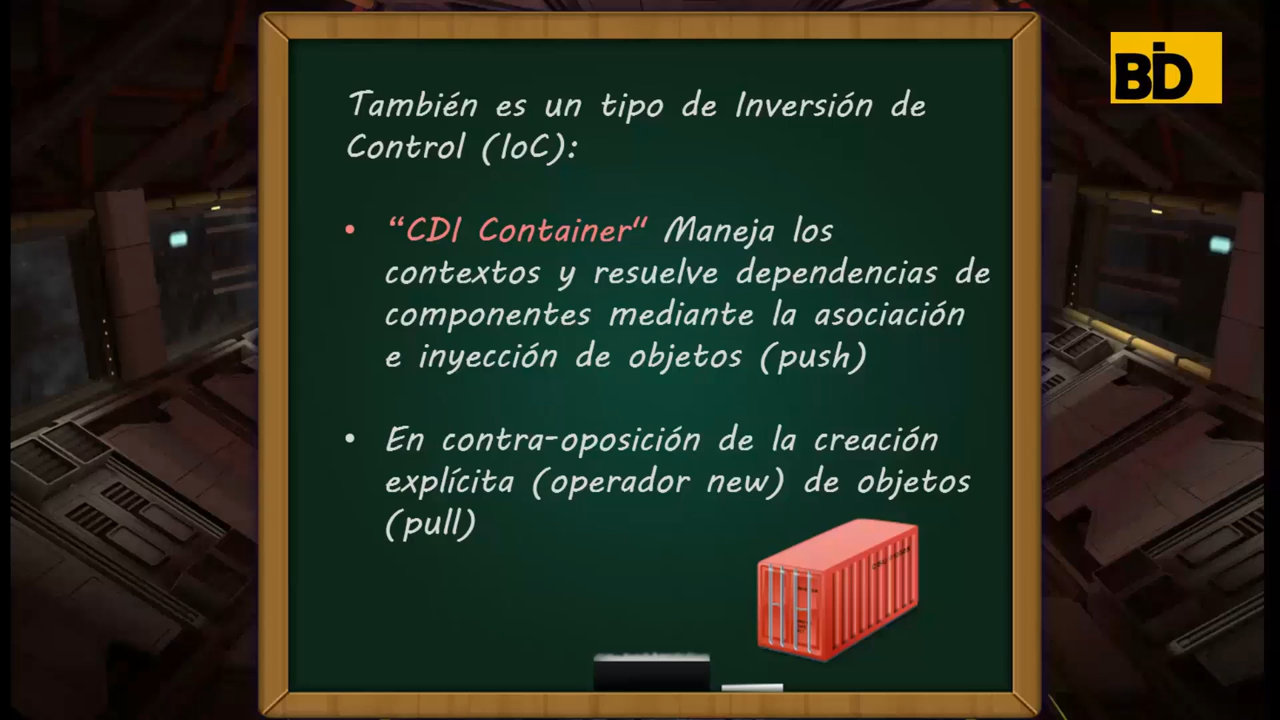 BID
También es un tipo de Inversión de
Control (IoC):
• “CDI Container“ Maneja los
contextos y resuelve dependencias de
componentes mediante la asociación
e inyección de objetos (push)
• En contra-oposición de la creación
explícita (operador new) de objetos
(pull)